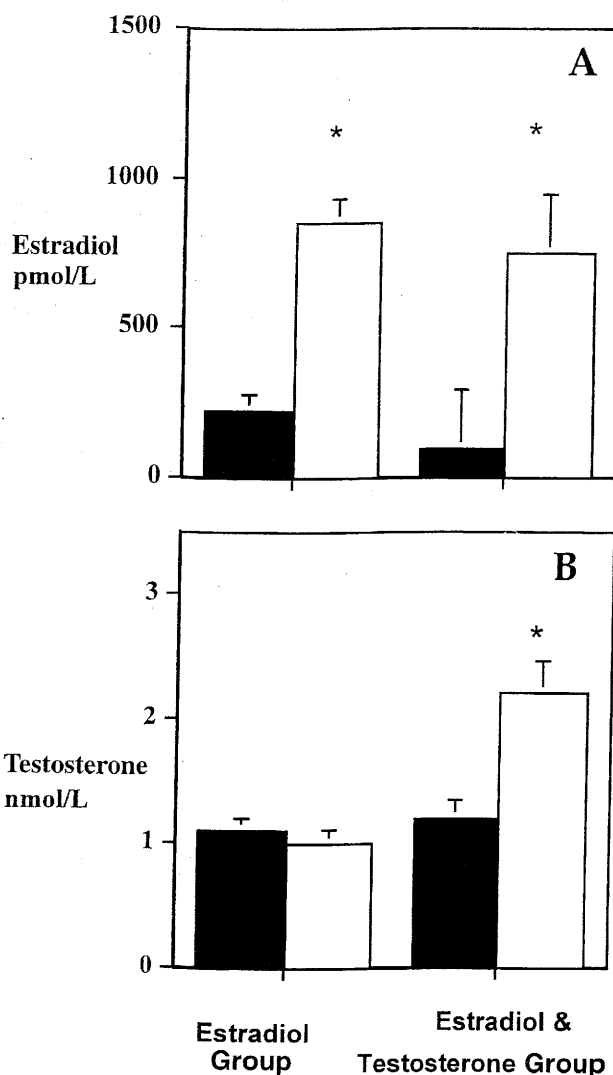 1500
A
*
*
1000
Estradiol
pmol/L
500
0
B
3
*
2
Testosterone
nmol/L
1
0
Estradiol
Group
Estradiol &
Testosterone Group